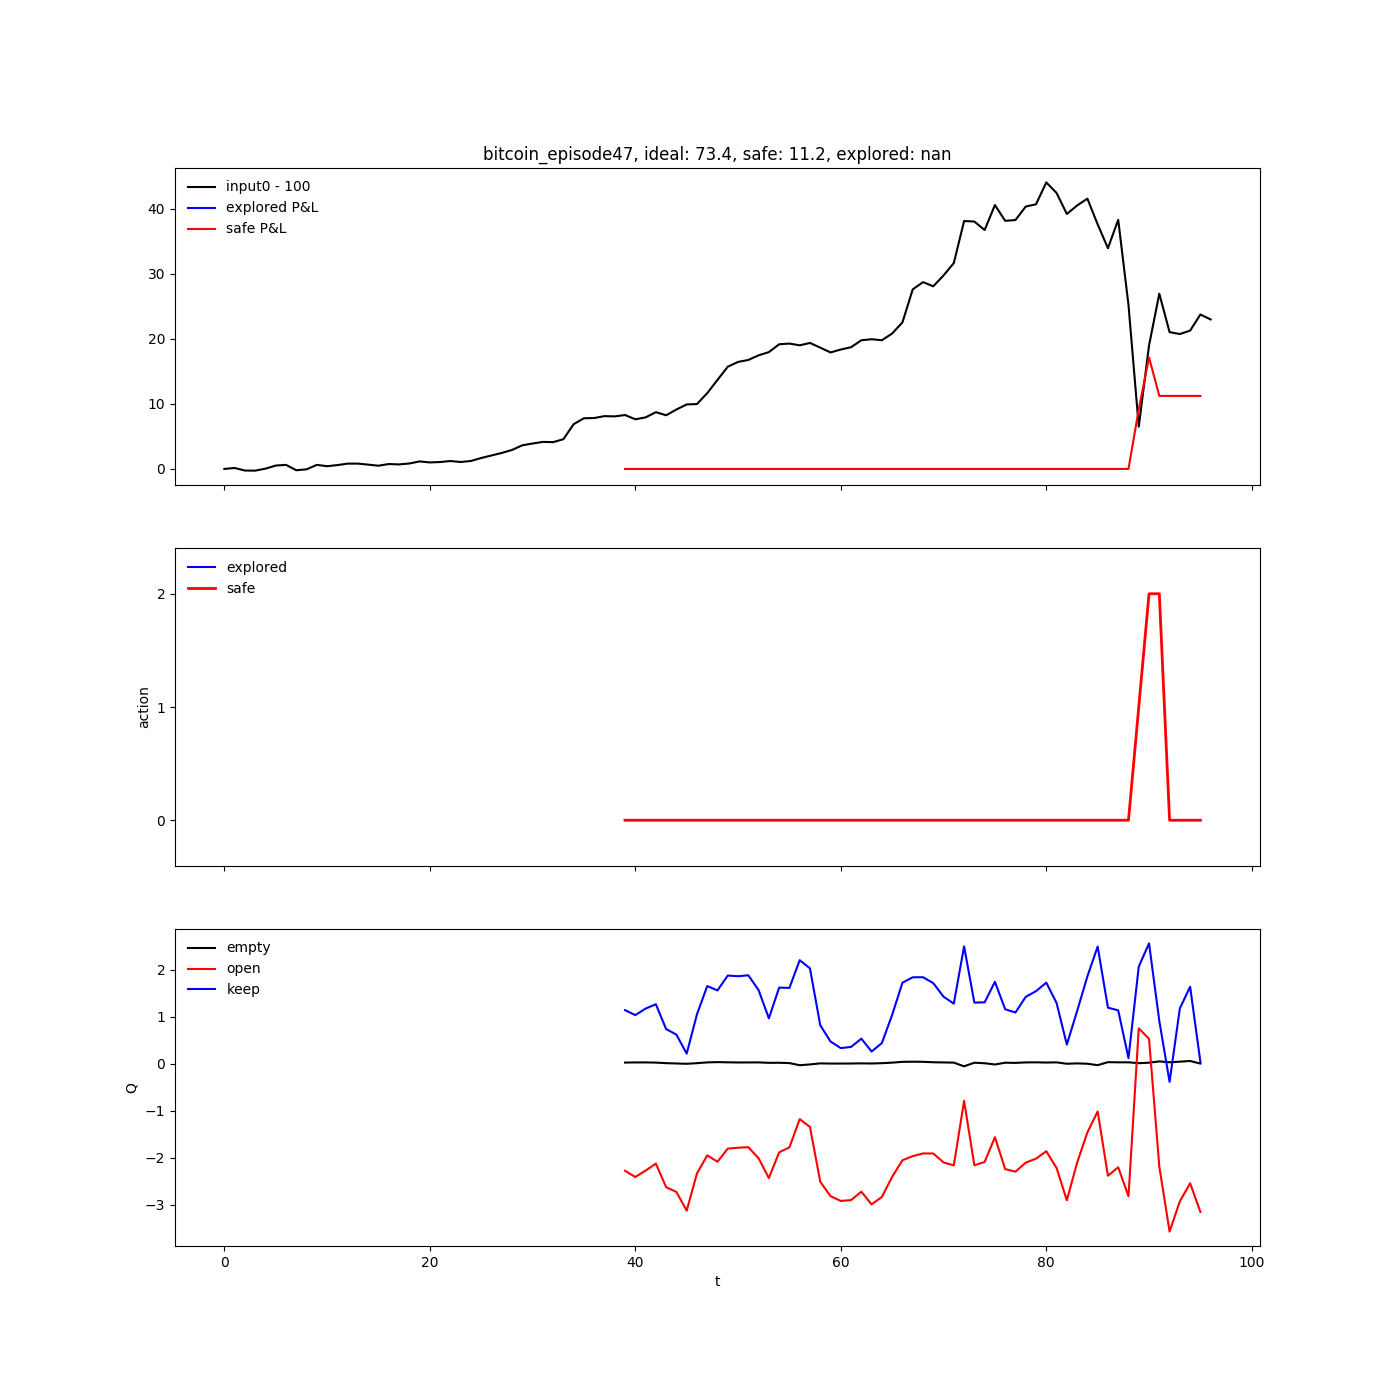 bitcoin_episode47, ideal: 73.4, safe: 11.2, explored: nan
input0 - 100
explored P&L
safe P&L
40
30
20
10
0
explored
safe
2
1
0
action
empty
open
keep
2
1
0
−1
−2
−3
Q
0 20 40 60 80 100
t